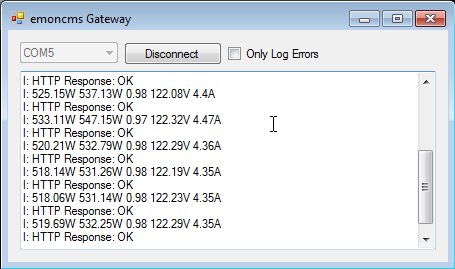 emoncms Gateway
COM5
Disconnect
Only Log Errors
I: HTTP Response: OK
I: 525.15W 537.13W 0.98 122.08V 4.4A
I: HTTP Response: OK
I: 533.11W 547.15W 0.97 122.32V 4.47A
I: HTTP Response: OK
I: 520.21W 532.79W 0.98 122.29V 4.36A
I: HTTP Response: OK
I: 518.14W 531.26W 0.98 122.19V 4.35A
I: HTTP Response: OK
I: 518.06W 531.14W 0.98 122.23V 4.35A
I: HTTP Response: OK
I: 519.69W 532.25W 0.98 122.29V 4.35A
I: HTTP Response: OK